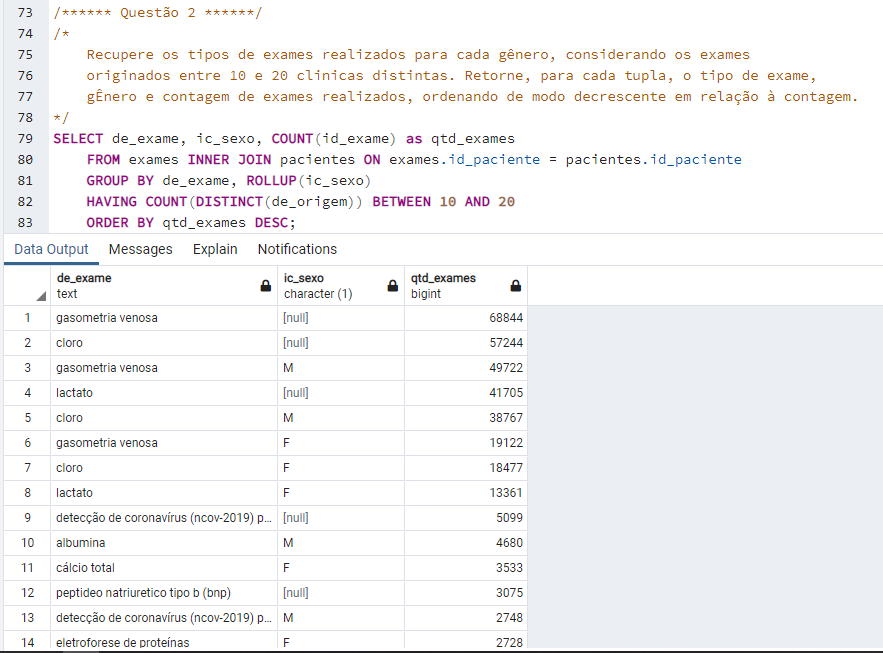 73 /****** Questão 2 ******/
74 /*
75 Recupere os tipos de exames realizados para cada gênero, considerando os exames
76 originados entre 10 e 20 clinicas distintas. Retorne, para cada tupla, o tipo de exame,
77 gÊnero e contagem de exames realizados, ordenando de modo decrescente em relação à contagem.
78 */
79 SELECT de_exame, ic_sexo, COUNT(id_exame) as qtd_exames
80 FROM exames INNER JOIN pacientes ON exames.id_paciente = pacientes.id_paciente
81 GROUP BY de_exame, ROLLUP(ic_sexo)
82 HAVING COUNT(DISTINCT(de_origem)) BETWEEN 10 AND 20
83 ORDER BY qtd_exames DESC;
Data Output Messages Explain Notifications
de_exame ic_sexo qtd_exames
text character (1) bigint
1 gasometria venosa [null] 68844
2 cloro [null] 57244
3 gasometria venosa M 49722
4 lactato [null] 41705
5 cloro M 38767
6 gasometria venosa F 19122
7 cloro F 18477
8 lactato F 13361
9 detecção de coronavírus (ncov-2019) p... [null] 5099
10 albumina M 4680
11 cálcio total F 3533
12 peptideo natriuretico tipo b (bnp) [null] 3075
13 detecção de coronavírus (ncov-2019) p... M 2748
14 eletroforese de proteínas F 2728